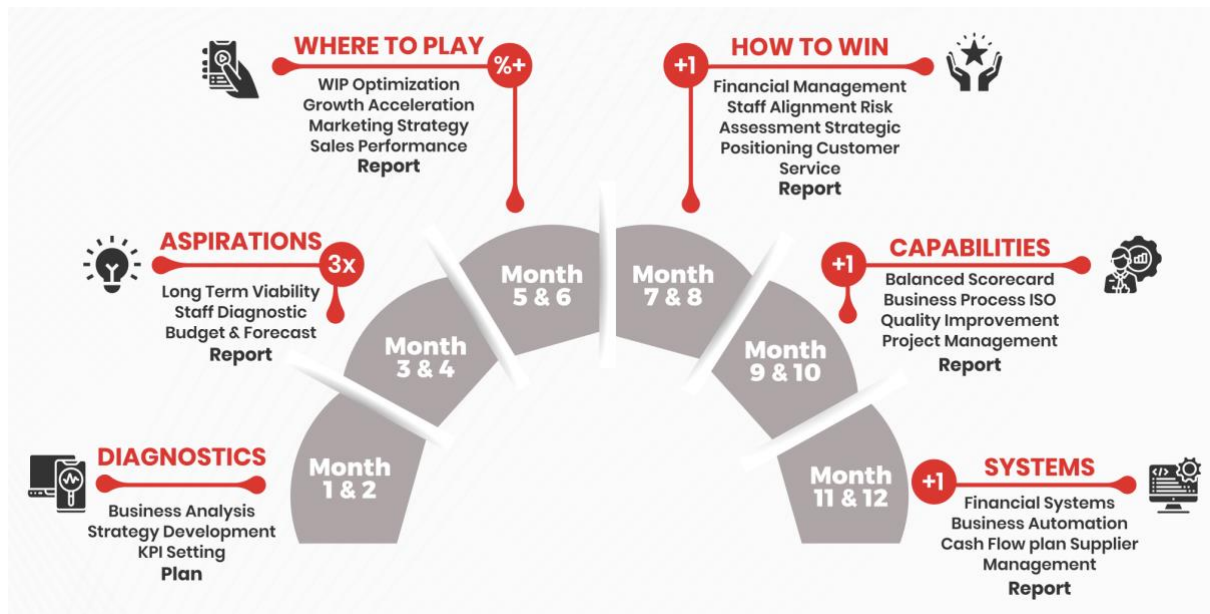 DIAGNOSTICS
Business Analysis
Strategy Development
KPI Setting
Plan
Month
1 & 2
ASPIRATIONS
3x
Long Term Viability
Staff Diagnostic
Budget & Forecast
Report
Month
3 & 4
WHERE TO PLAY
%+
WIP Optimization
Growth Acceleration
Marketing Strategy
Sales Performance
Report
Month
5 & 6
HOW TO WIN
+1
Financial Management
Staff Alignment Risk
Assessment Strategic
Positioning Customer
Service
Report
Month
7 & 8
CAPABILITIES
+1
Balanced Scorecard
Business Process ISO
Quality Improvement
Project Management
Report
Month
9 & 10
SYSTEMS
+1
Financial Systems
Business Automation
Cash Flow plan Supplier
Management
Report
Month
11 & 12